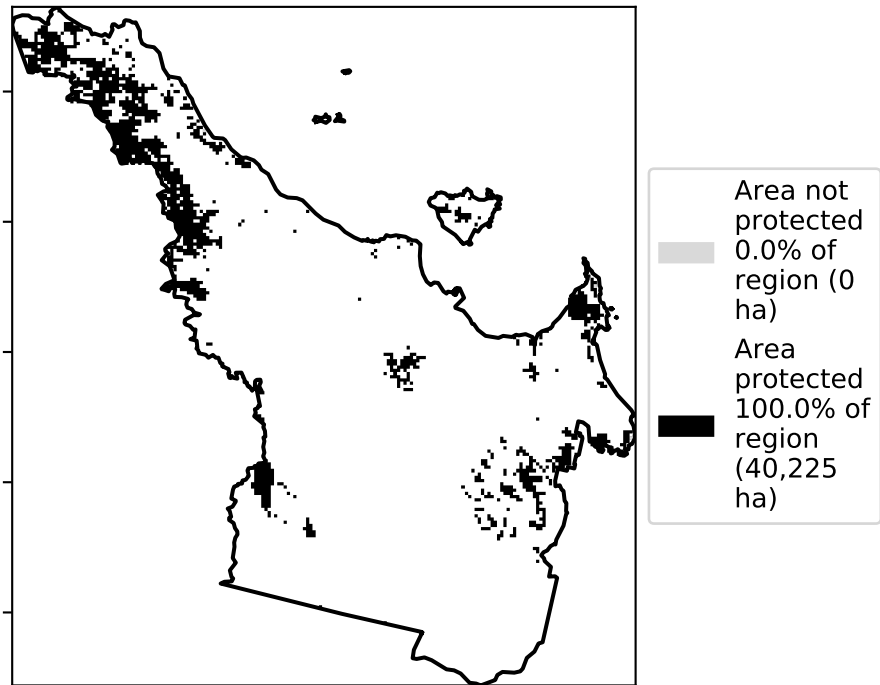 Area not
protected
0.0% of
region (0
ha)
Area
protected
100.0% of
region
(40,225
ha)